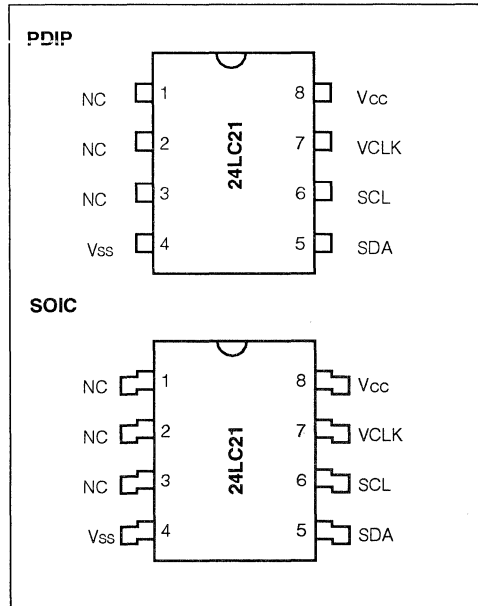 PDIP
NC 1 8 Vcc
NC 2 7 VCLK
NC 3 6 SCL
Vss 4 5 SDA
24LC21
SOIC
NC 1 8 Vcc
NC 2 7 VCLK
NC 3 6 SCL
Vss 4 5 SDA
24LC21